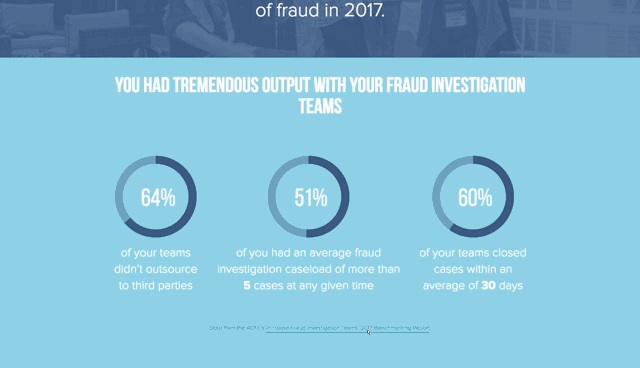 of fraud in 2017.
YOU HAD TREMENDOUS OUTPUT WITH YOUR FRAUD INVESTIGATION
TEAMS
64%
of your teams
didn't outsource
to third parties
51%
of you had an average fraud
investigation caseload of more than
5 cases at any given time
60%
of your teams closed
cases within an
average of 30 days
Data from the ACFE's In-House Fraud Investigation Teams: 2017 Benchmarking Report